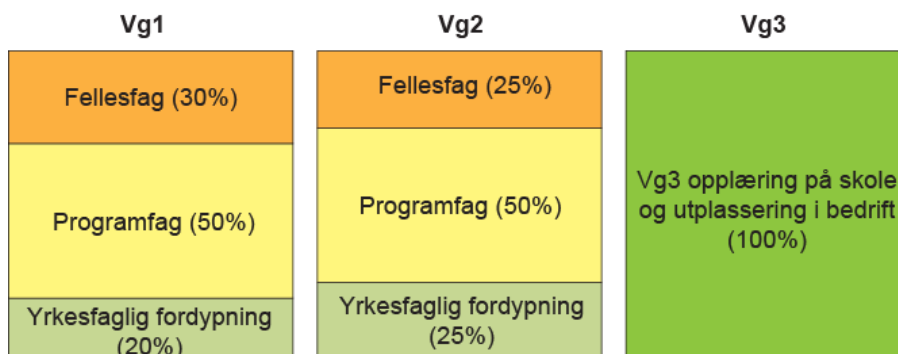 Vg1
Vg2
Vg3
Fellesfag (30%)
Programfag (50%)
Yrkesfaglig fordypning
(20%)
Fellesfag (25%)
Programfag (50%)
Yrkesfaglig fordypning
(25%)
Vg3 opplæring på skole
og utplassering i bedrift
(100%)